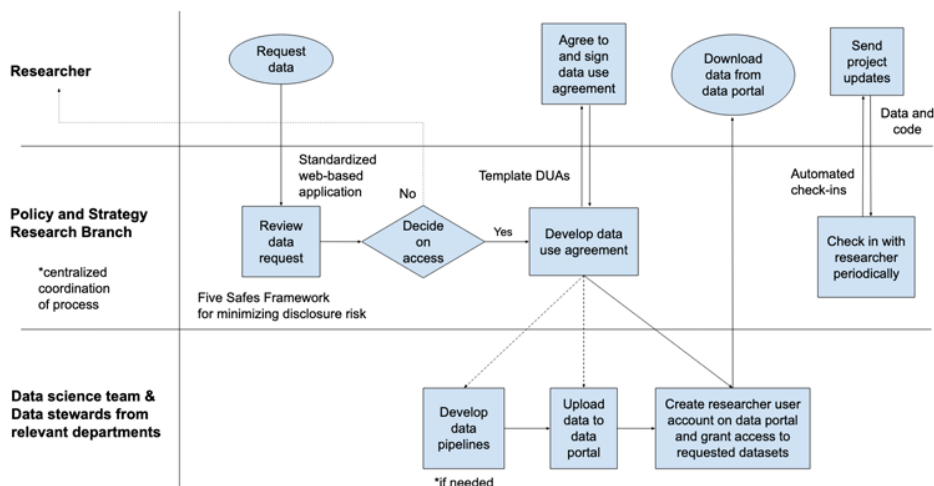 Researcher
Request
data
Agree to
and sign
data use
agreement
Download
data from
data portal
Send
project
updates
Data and
code
Standardized
web-based
application
Template DUAs
Automated
check-ins
Policy and Strategy
Research Branch
*centralized
coordination
of process
Review
data
request
No
Decide
on
access
Yes
Develop data
use agreement
Check in with
researcher
periodically
Five Safes Framework
for minimizing disclosure risk
Data science team &
Data stewards from
relevant departments
Develop
data
pipelines
*if needed
Upload
data to
data
portal
Create researcher user
account on data portal
and grant access to
requested datasets